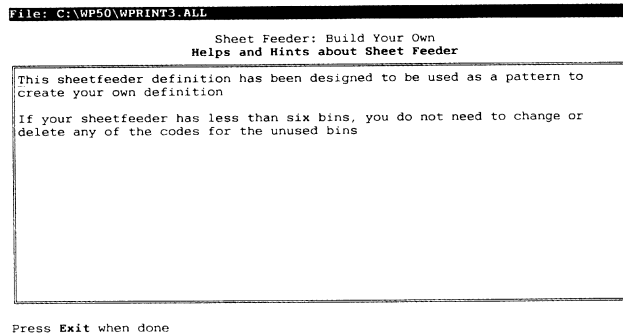 File: C:\WP50\WPRINT3.ALL
Sheet Feeder: Build Your Own
Helps and Hints about Sheet Feeder
This sheetfeeder definition has been designed to be used as a pattern to
create your own definition
If your sheetfeeder has less than six bins, you do not need to change or
delete any of the codes for the unused bins
Press Exit when done